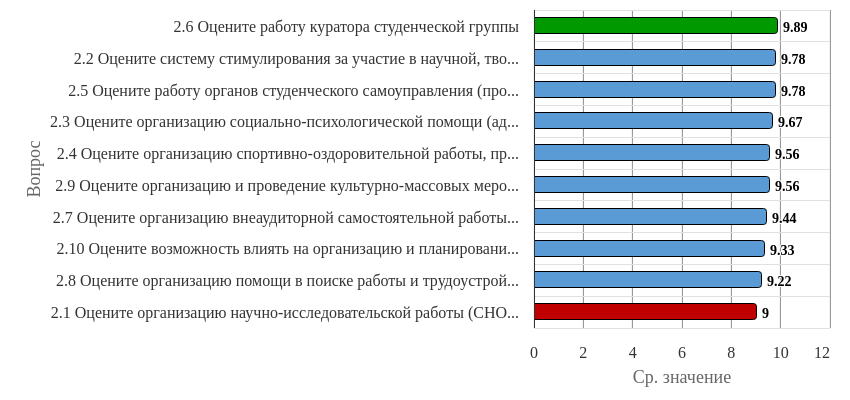 2.6 Оцените работу куратора студенческой группы 9.89
2.2 Оцените систему стимулирования за участие в научной, тво... 9.78
2.5 Оцените работу органов студенческого самоуправления (про... 9.78
2.3 Оцените организацию социально-психологической помощи (ад... 9.67
2.4 Оцените организацию спортивно-оздоровительной работы, пр... 9.56
2.9 Оцените организацию и проведение культурно-массовых меро... 9.56
2.7 Оцените организацию внеаудиторной самостоятельной работы... 9.44
2.10 Оцените возможность влиять на организацию и планировани... 9.33
2.8 Оцените организацию помощи в поиске работы и трудоустрой... 9.22
2.1 Оцените организацию научно-исследовательской работы (СНО... 9
Вопрос
0 2 4 6 8 10 12
Ср. значение